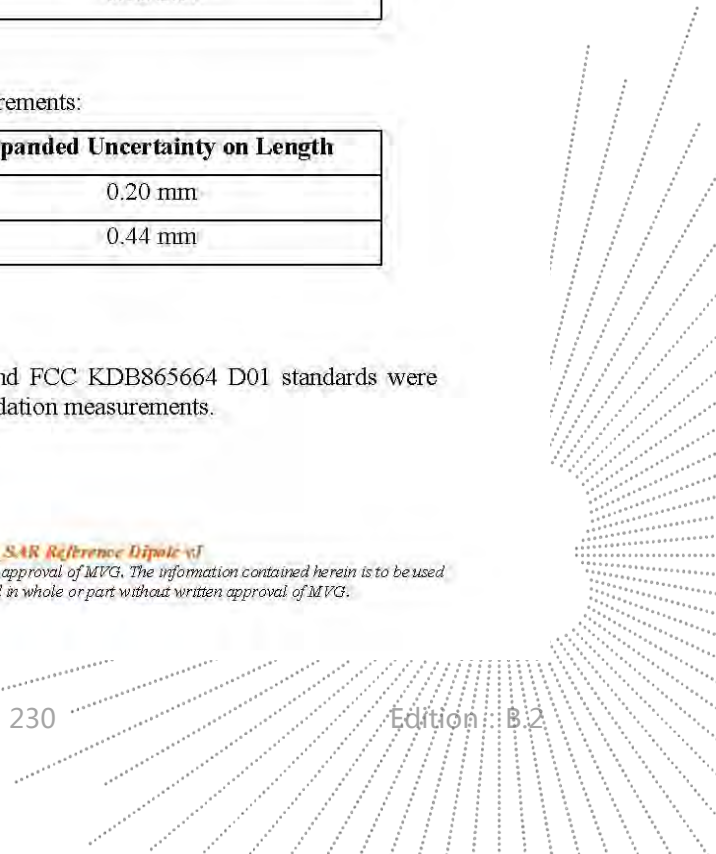 rements:
panded Uncertainty on Length
0.20 mm
0.44 mm
nd FCC KDB865664 D01 standards were
dation measurements.
SAR Reference Dipole vJ
approval of MVG. The information contained herein is to be used
in whole or part without written approval of MVG.
230
Edition : B.2